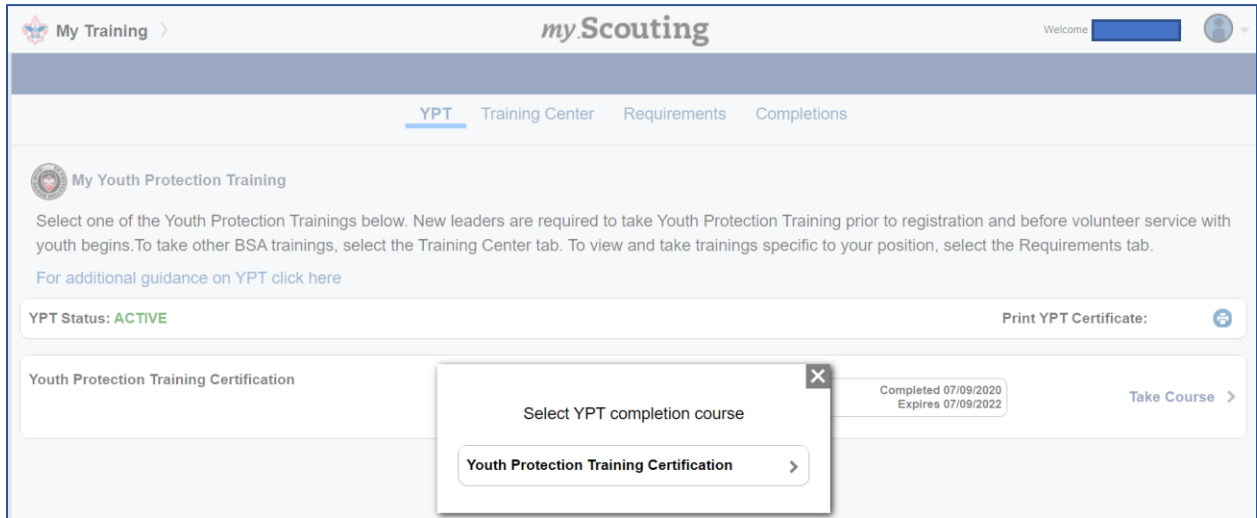 My Training
my.Scouting
Welcome
YPT Training Center Requirements Completions
My Youth Protection Training
Select one of the Youth Protection Trainings below. New leaders are required to take Youth Protection Training prior to registration and before volunteer service with
youth begins.To take other BSA trainings, select the Training Center tab. To view and take trainings specific to your position, select the Requirements tab.
For additional guidance on YPT click here
YPT Status: ACTIVE
Print YPT Certificate:
Youth Protection Training Certification
Completed 07/09/2020
Expires 07/09/2022
Take Course
Select YPT completion course
Youth Protection Training Certification